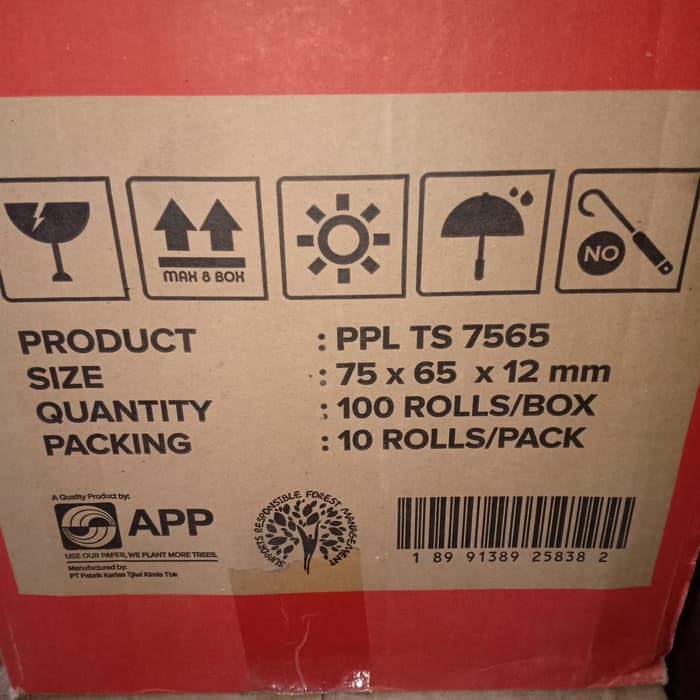 MAX 8 BOX
NO
PRODUCT : PPL TS 7565
SIZE : 75 x 65 x 12 mm
QUANTITY : 100 ROLLS/BOX
PACKING : 10 ROLLS/PACK
A Quality Product by:
APP
USE OUR PAPER, WE PLANT MORE TREES.
Manufactured by:
PT Pabrik Kertas Tjiwi Kimia Tbk
SUPPORTS RESPONSIBLE FOREST MANAGEMENT
1 89 91389 25838 2